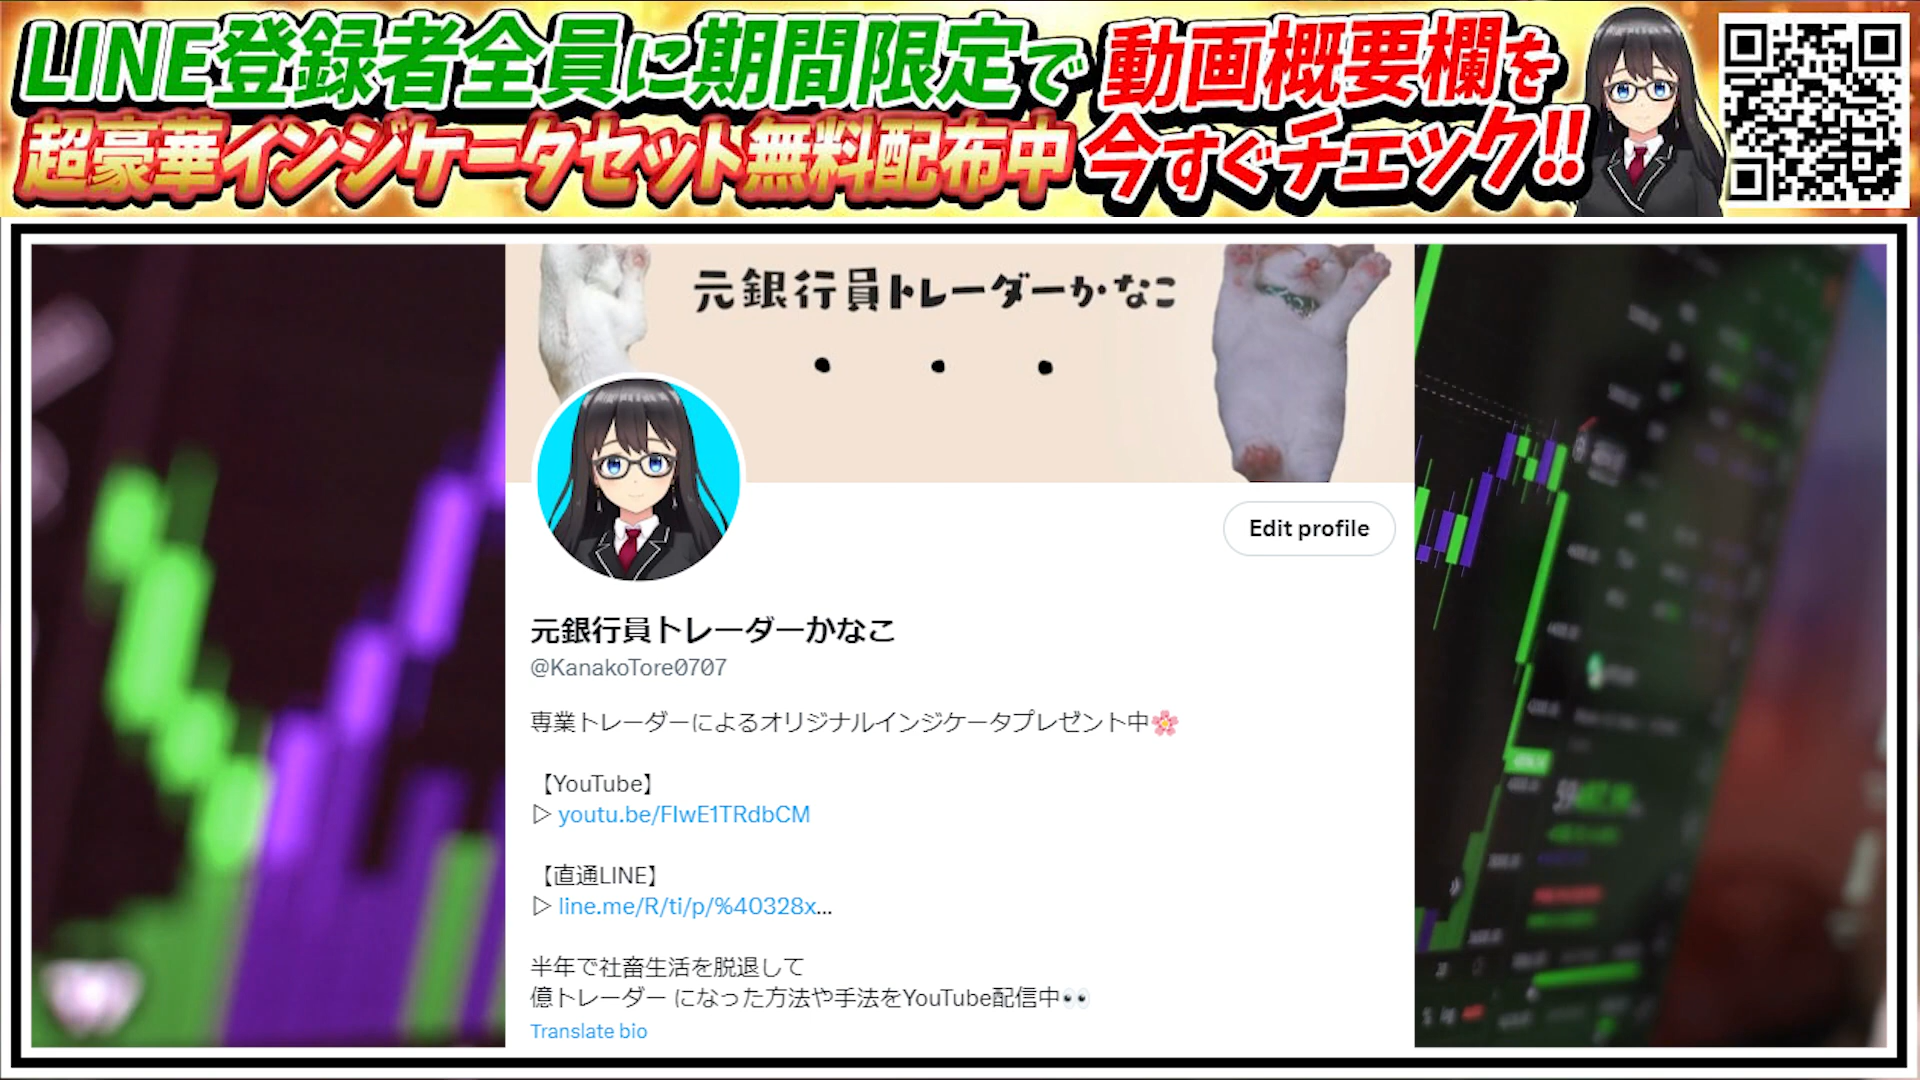 LINE登録者全員に期間限定で
超豪華インジケータセット無料配布中
動画概要欄を
今すぐチェック!!
元銀行員トレーダーかなこ
Edit profile
元銀行員トレーダーかなこ
@KanakoTore0707
専業トレーダーによるオリジナルインジケータプレゼント中🌸
【YouTube】
▷ youtu.be/FIwE1TRdbCM
【直通LINE】
▷ line.me/R/ti/p/%40328x…
半年で社畜生活を脱退して
億トレーダー になった方法や手法をYouTube配信中👀
Translate bio